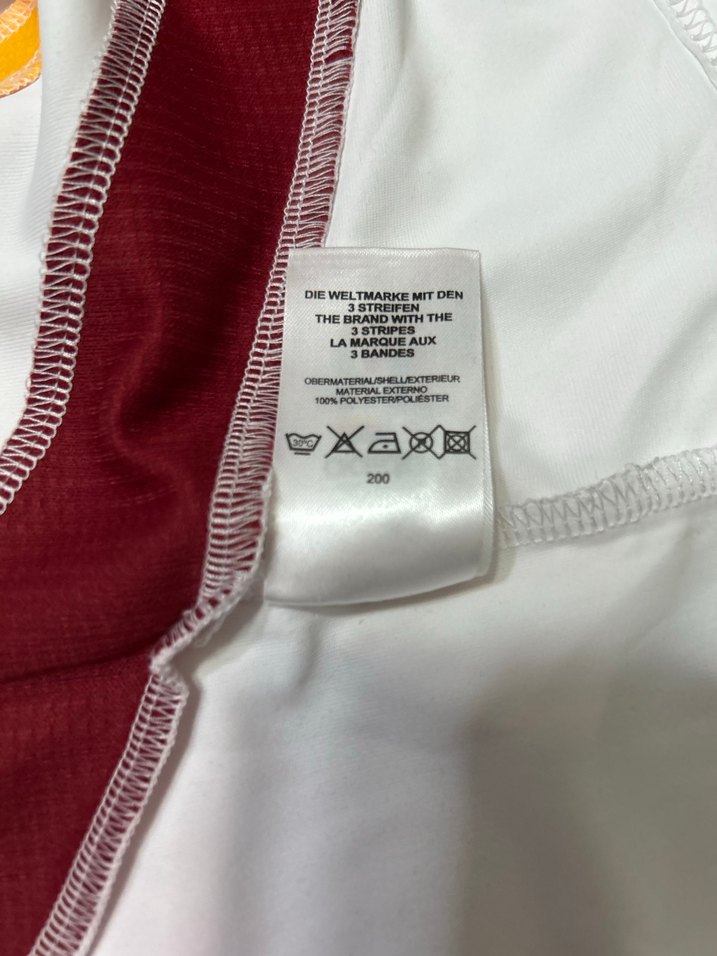 DIE WELTMARKE MIT DEN
3 STREIFEN
THE BRAND WITH THE
3 STRIPES
LA MARQUE AUX
3 BANDES
OBERMATERIAL/SHELL/EXTERIEUR
MATERIAL EXTERNO
100% POLYESTER/POLIÉSTER
30°C
200